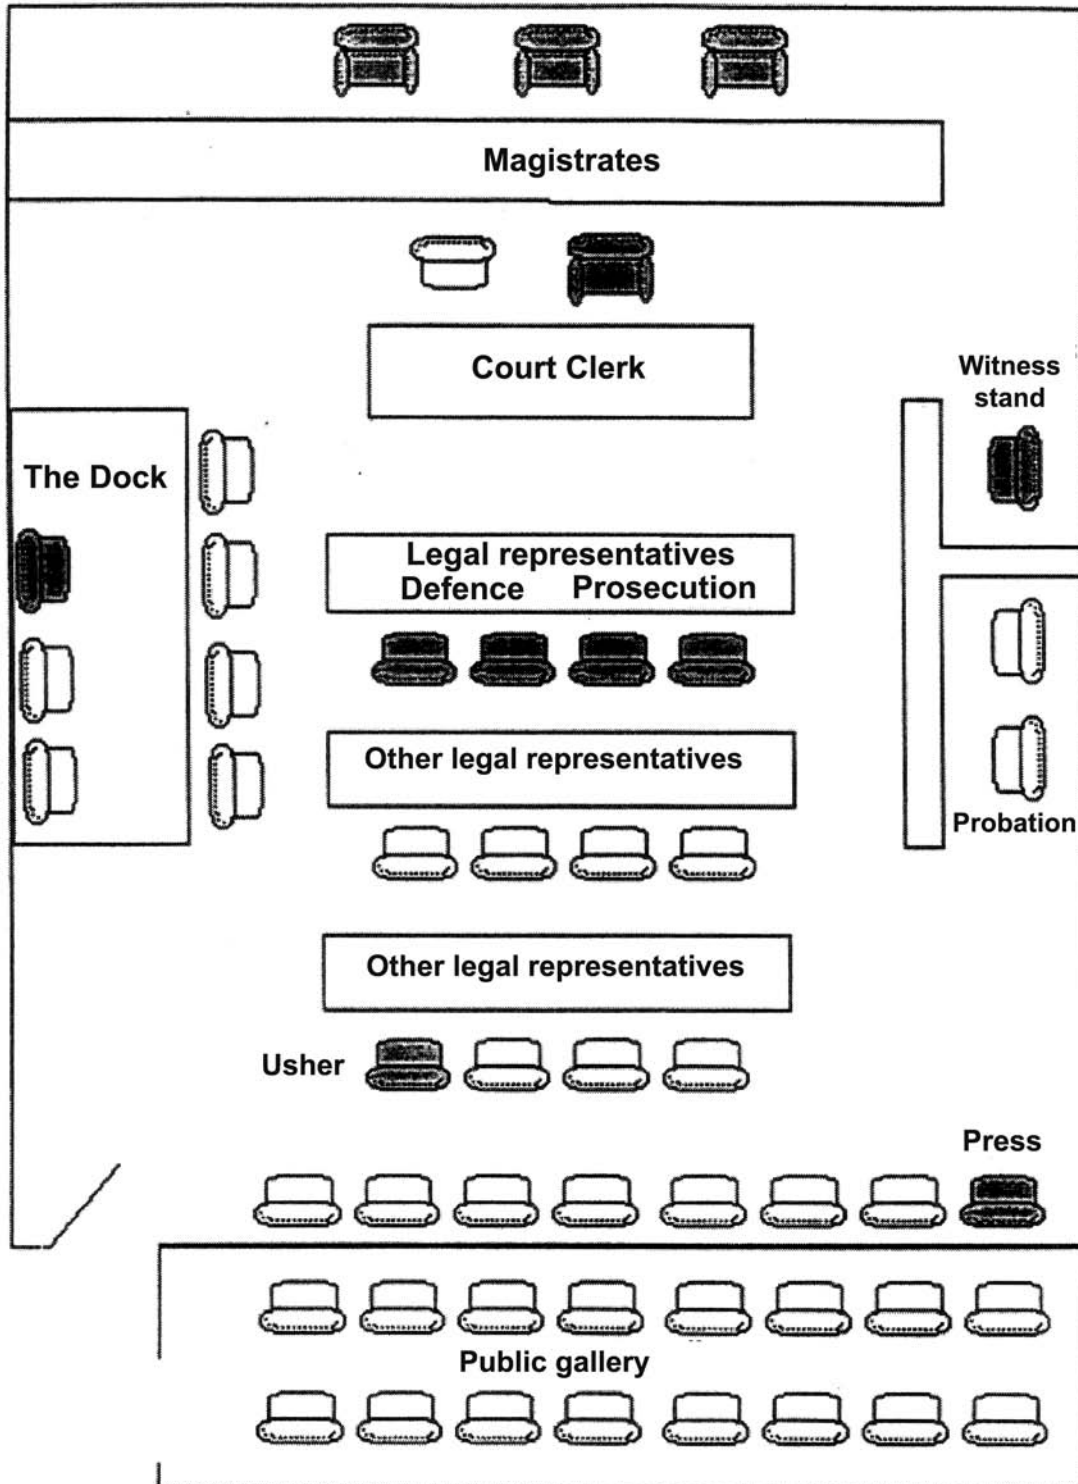 Magistrates
Court Clerk
Witness
stand
The Dock
Legal representatives
Defence Prosecution
Other legal representatives
Probation
Other legal representatives
Usher
Press
Public gallery